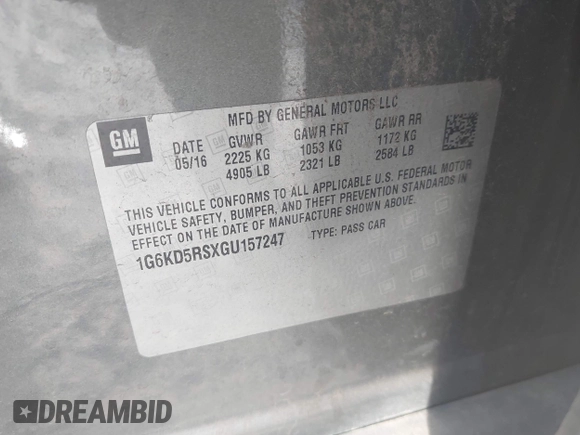 MFD BY GENERAL MOTORS LLC
GM
DATE GVWR GAWR FRT GAWR RR
05/16 2225 KG 1053 KG 1172 KG
4905 LB 2321 LB 2584 LB
THIS VEHICLE CONFORMS TO ALL APPLICABLE U.S. FEDERAL MOTOR
VEHICLE SAFETY, BUMPER, AND THEFT PREVENTION STANDARDS IN
EFFECT ON THE DATE OF MANUFACTURE SHOWN ABOVE.
1G6KD5RSXGU157247 TYPE: PASS CAR
DREAMBID